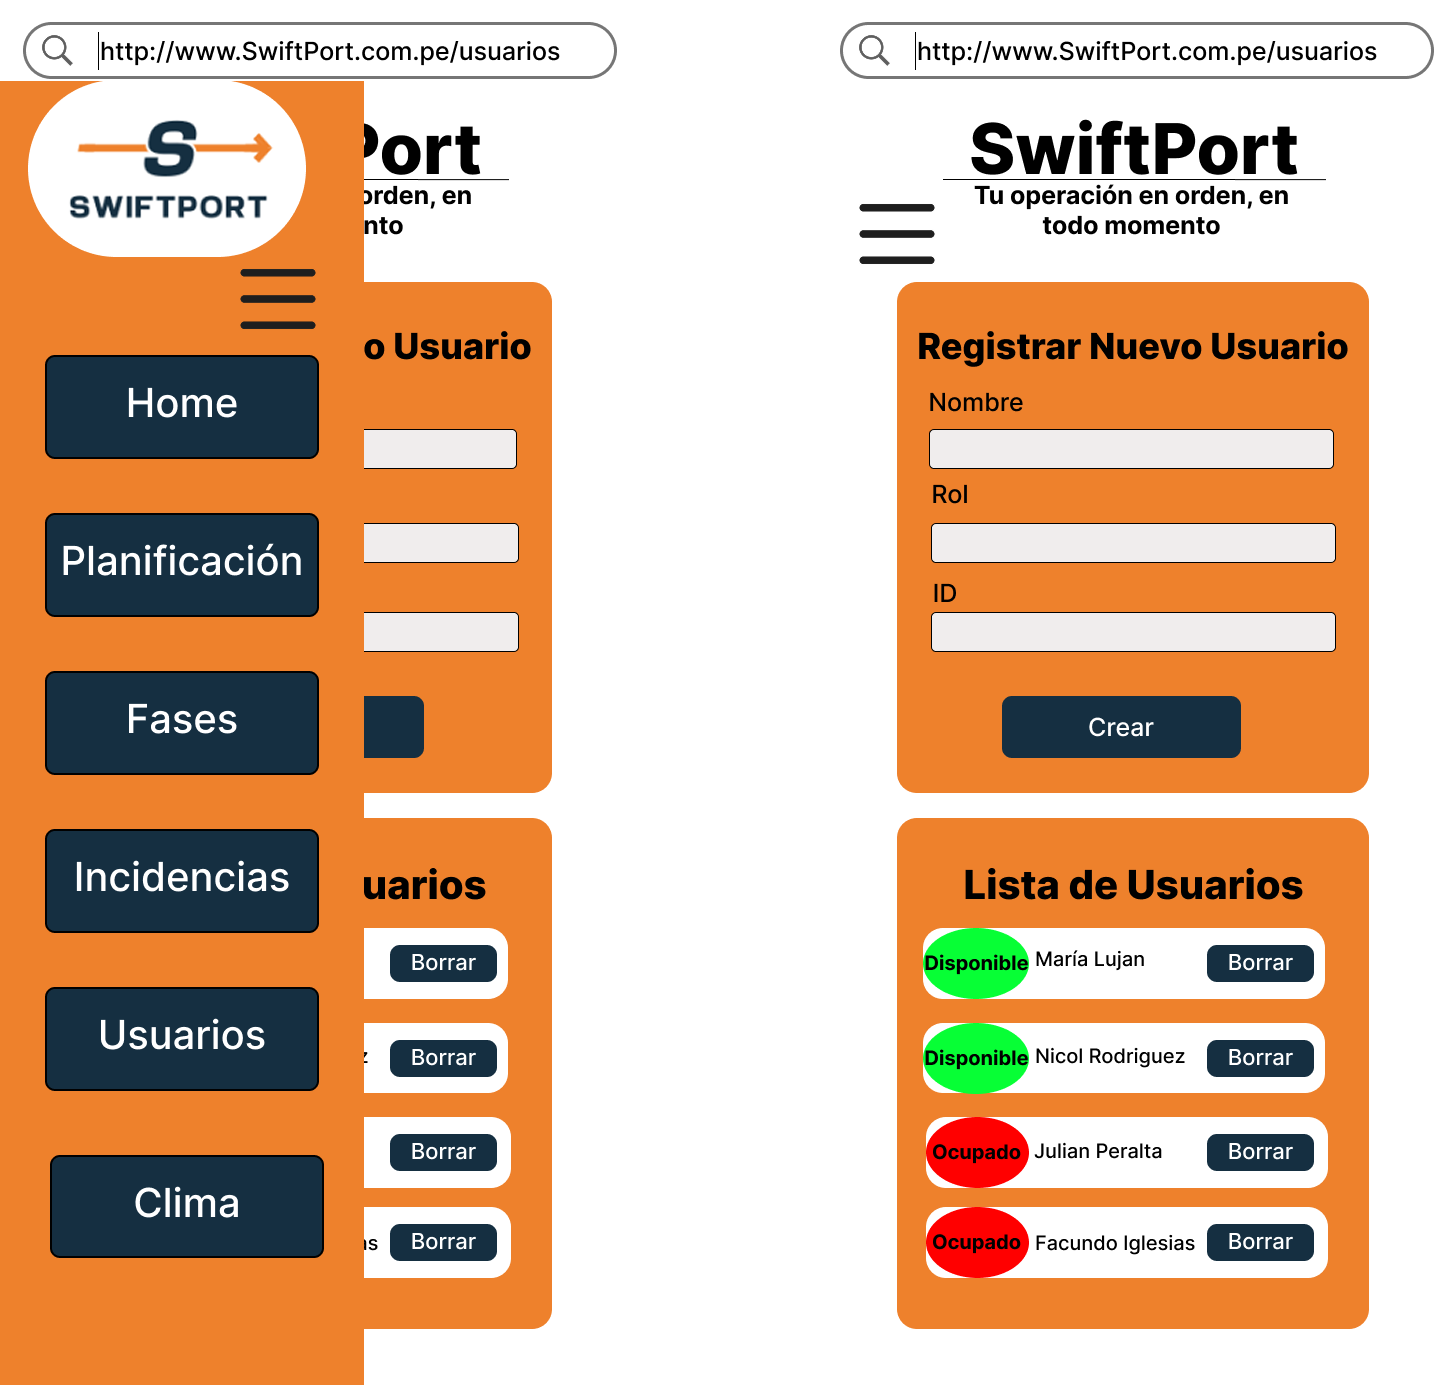 http://www.SwiftPort.com.pe/usuarios
S
SWIFTPORT
Port
orden, en
nto
Home
Planificación
Fases
Incidencias
Usuarios
Clima
o Usuario
uarios
Borrar
z
Borrar
Borrar
as
Borrar
http://www.SwiftPort.com.pe/usuarios
SwiftPort
Tu operación en orden, en
todo momento
Registrar Nuevo Usuario
Nombre
Rol
ID
Crear
Lista de Usuarios
Disponible María Lujan Borrar
Disponible Nicol Rodriguez Borrar
Ocupado Julian Peralta Borrar
Ocupado Facundo Iglesias Borrar